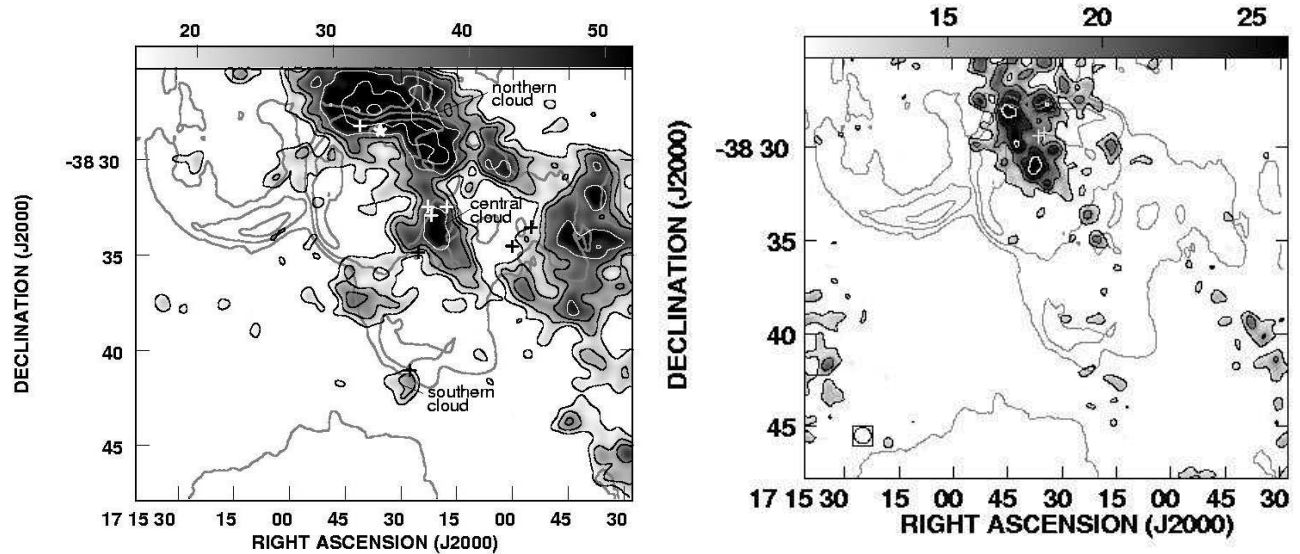 20 30 40 50
northern
cloud
-38 30
central
cloud
35
40
southern
cloud
45
17 15 30 15 00 45 30 15 00 45 30
RIGHT ASCENSION (J2000)
DECLINATION (J2000)
15 20 25
-38 30
35
40
45
17 15 30 15 00 45 30 15 00 45 30
RIGHT ASCENSION (J2000)
DECLINATION (J2000)